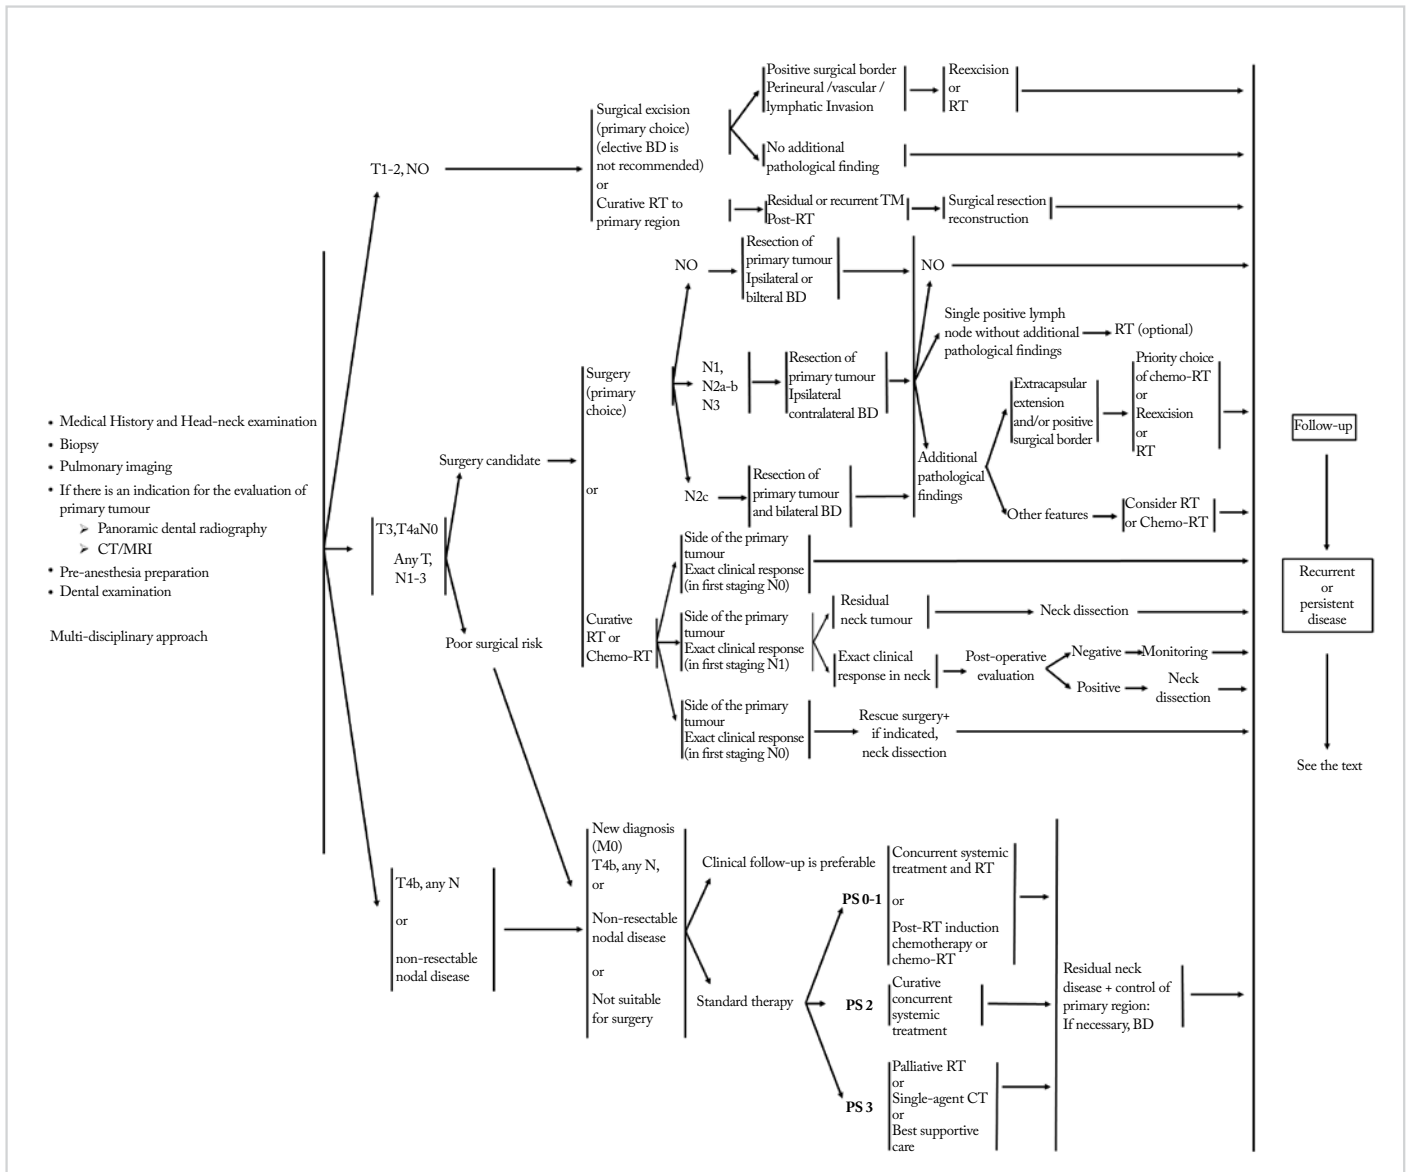 • Medical History and Head-neck examination
• Biopsy
• Pulmonary imaging
• If there is an indication for the evaluation of
primary tumour
➢ Panoramic dental radiography
➢ CT/MRI
• Pre-anesthesia preparation
• Dental examination
Multi-disciplinary approach
T1-2, NO
Surgical excision
(primary choice)
(elective BD is
not recommended)
or
Curative RT to
primary region
Positive surgical border
Perineural /vascular /
lymphatic Invasion
Reexcision
or
RT
No additional
pathological finding
Residual or recurrent TM
Post-RT
Surgical resection
reconstruction
T3,T4aN0
Any T,
N1-3
Surgery candidate
Poor surgical risk
Surgery
(primary
choice)
or
Curative
RT or
Chemo-RT
NO
Resection of
primary tumour
Ipsilateral or
bilteral BD
N1,
N2a-b
N3
Resection of
primary tumour
Ipsilateral
contralateral BD
N2c
Resection of
primary tumour
and bilateral BD
NO
Single positive lymph
node without additional
pathological findings
RT (optional)
Additional
pathological
findings
Extracapsular
extension
and/or positive
surgical border
Priority choice
of chemo-RT
or
Reexcision
or
RT
Other features
Consider RT
or Chemo-RT
Side of the primary
tumour
Exact clinical response
(in first staging N0)
Side of the primary
tumour
Exact clinical response
(in first staging N1)
Residual
neck tumour
Neck dissection
Exact clinical
response in neck
Post-operative
evaluation
Negative
Monitoring
Positive
Neck
dissection
Side of the primary
tumour
Exact clinical response
(in first staging N0)
Rescue surgery+
if indicated,
neck dissection
T4b, any N
or
non-resectable
nodal disease
New diagnosis
(M0)
T4b, any N,
or
Non-resectable
nodal disease
or
Not suitable
for surgery
Clinical follow-up is preferable
Standard therapy
PS 0-1
Concurrent systemic
treatment and RT
or
Post-RT induction
chemotherapy or
chemo-RT
PS 2
Curative
concurrent
systemic
treatment
PS 3
Palliative RT
or
Single-agent CT
or
Best supportive
care
Residual neck
disease + control of
primary region:
If necessary, BD
Follow-up
Recurrent
or
persistent
disease
See the text